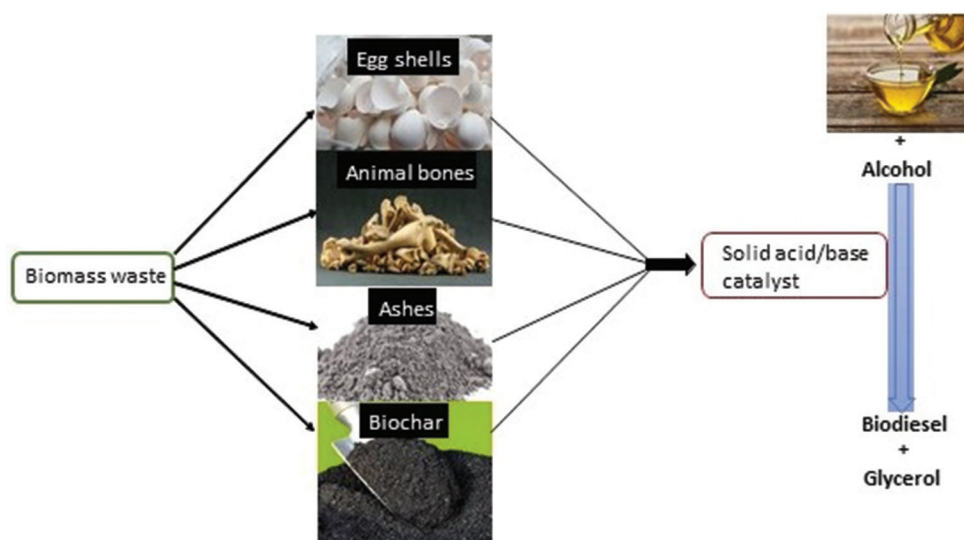 Biomass waste
Egg shells
Animal bones
Ashes
Biochar
Solid acid/base
catalyst
+
Alcohol
Biodiesel
+
Glycerol